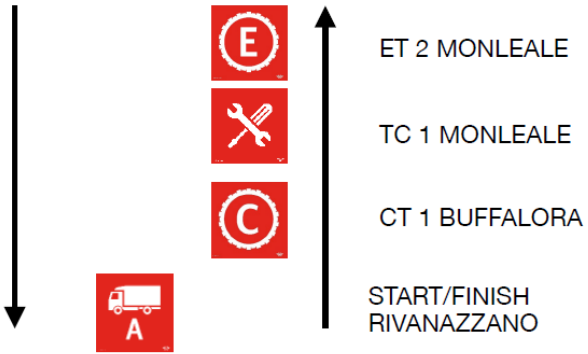 E
ET 2 MONLEALE
TC 1 MONLEALE
C
CT 1 BUFFALORA
A
START/FINISH
RIVANAZZANO